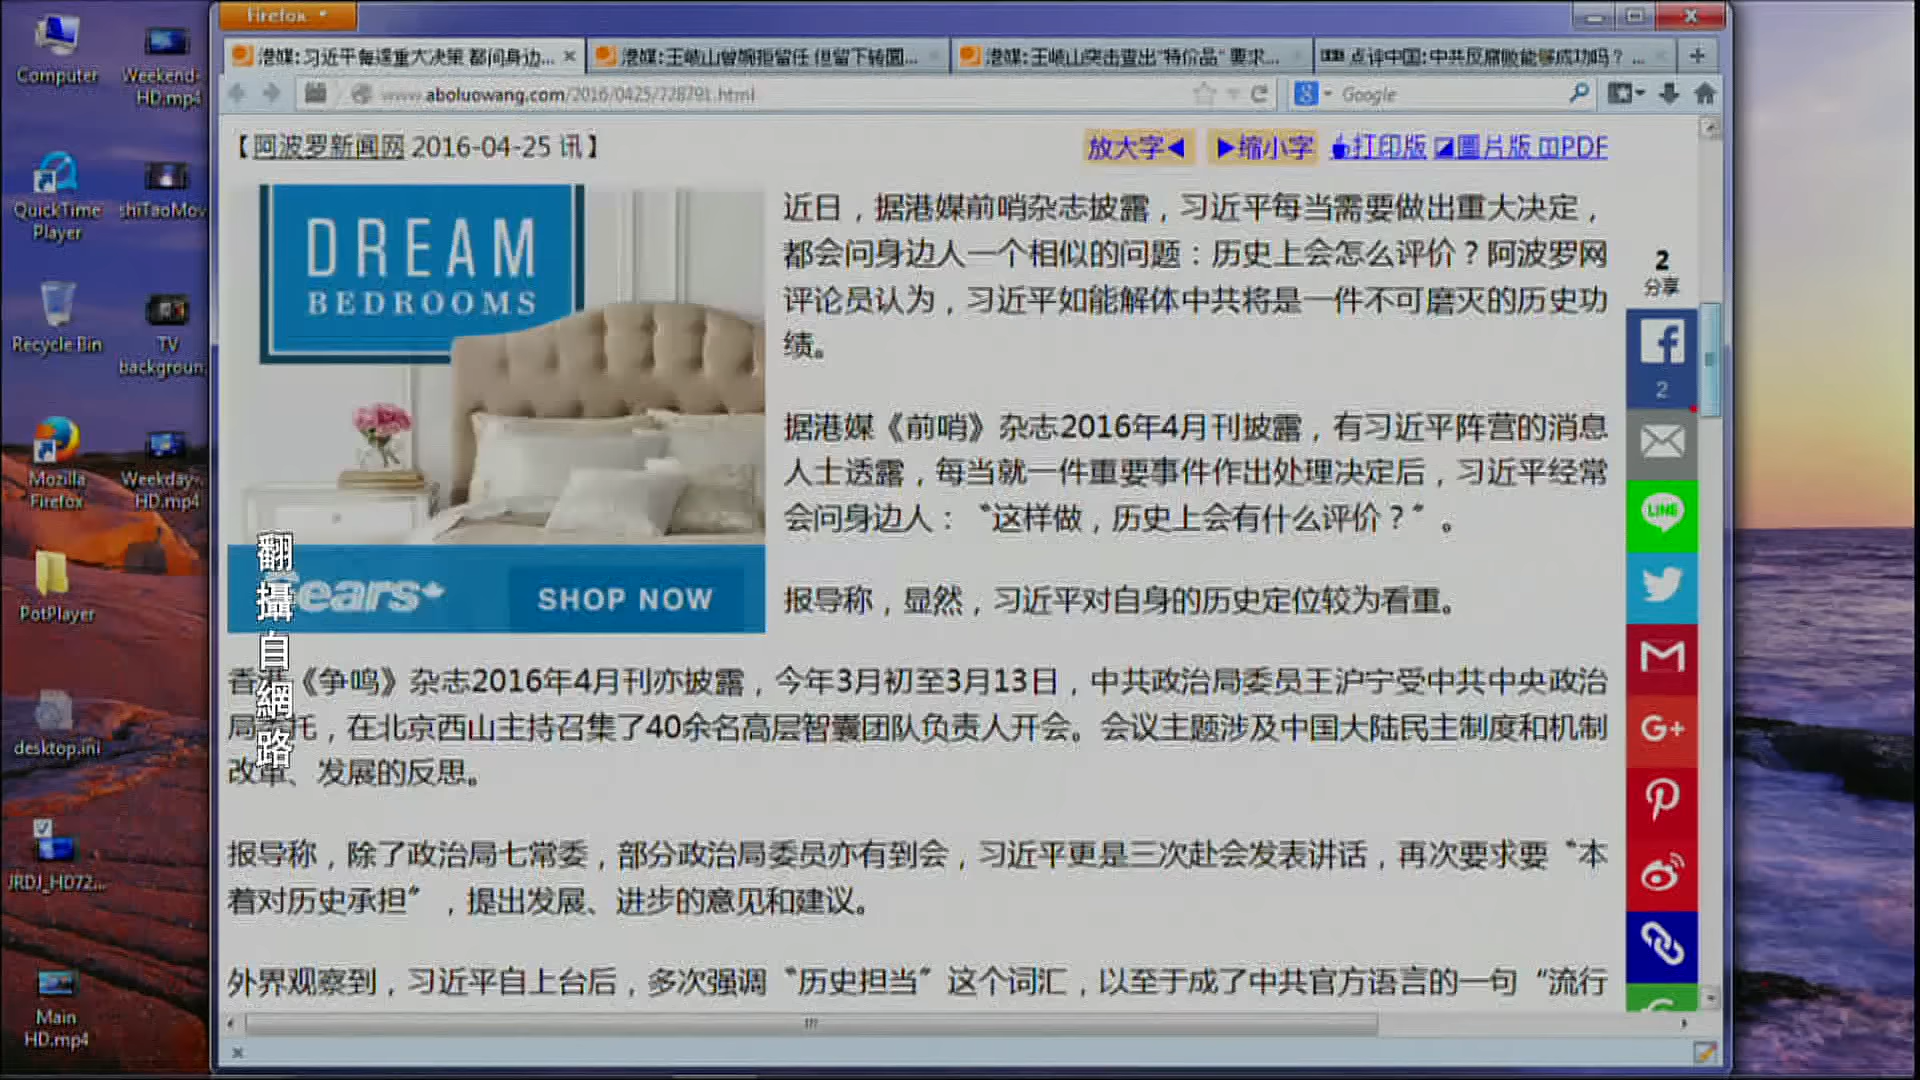 Firefox
港媒:习近平每逢重大决策 都问身边...
港媒:王岐山曾婉拒留任 但留下转圜...
港媒:王岐山突击查出"特价品" 要求...
点评中国:中共反腐败能够成功吗? ...
www.aboluowang.com/2016/0425/728791.html
Google
Computer
Weekend-
HD.mp4
QuickTime
Player
shiTaoMov
Recycle Bin
TV
backgroun
Mozilla
Firefox
Weekday-
HD.mp4
PotPlayer
desktop.ini
JRDJ_HD72...
Main
HD.mp4
【阿波罗新闻网 2016-04-25 讯】
放大字◀ ▶缩小字 打印版 圖片版 PDF
DREAM
BEDROOMS
SHOP NOW
近日，据港媒前哨杂志披露，习近平每当需要做出重大决定，
都会问身边人一个相似的问题：历史上会怎么评价？阿波罗网
评论员认为，习近平如能解体中共将是一件不可磨灭的历史功
绩。
据港媒《前哨》杂志2016年4月刊披露，有习近平阵营的消息
人士透露，每当就一件重要事件作出处理决定后，习近平经常
会问身边人：“这样做，历史上会有什么评价？”。
报导称，显然，习近平对自身的历史定位较为看重。
香港《争鸣》杂志2016年4月刊亦披露，今年3月初至3月13日，中共政治局委员王沪宁受中共中央政治
局 托，在北京西山主持召集了40余名高层智囊团队负责人开会。会议主题涉及中国大陆民主制度和机制
改革、发展的反思。
报导称，除了政治局七常委，部分政治局委员亦有到会，习近平更是三次赴会发表讲话，再次要求要“本
着对历史承担”，提出发展、进步的意见和建议。
外界观察到，习近平自上台后，多次强调“历史担当”这个词汇，以至于成了中共官方语言的一句“流行
翻攝自網路
2
分享
2
LINE
G+